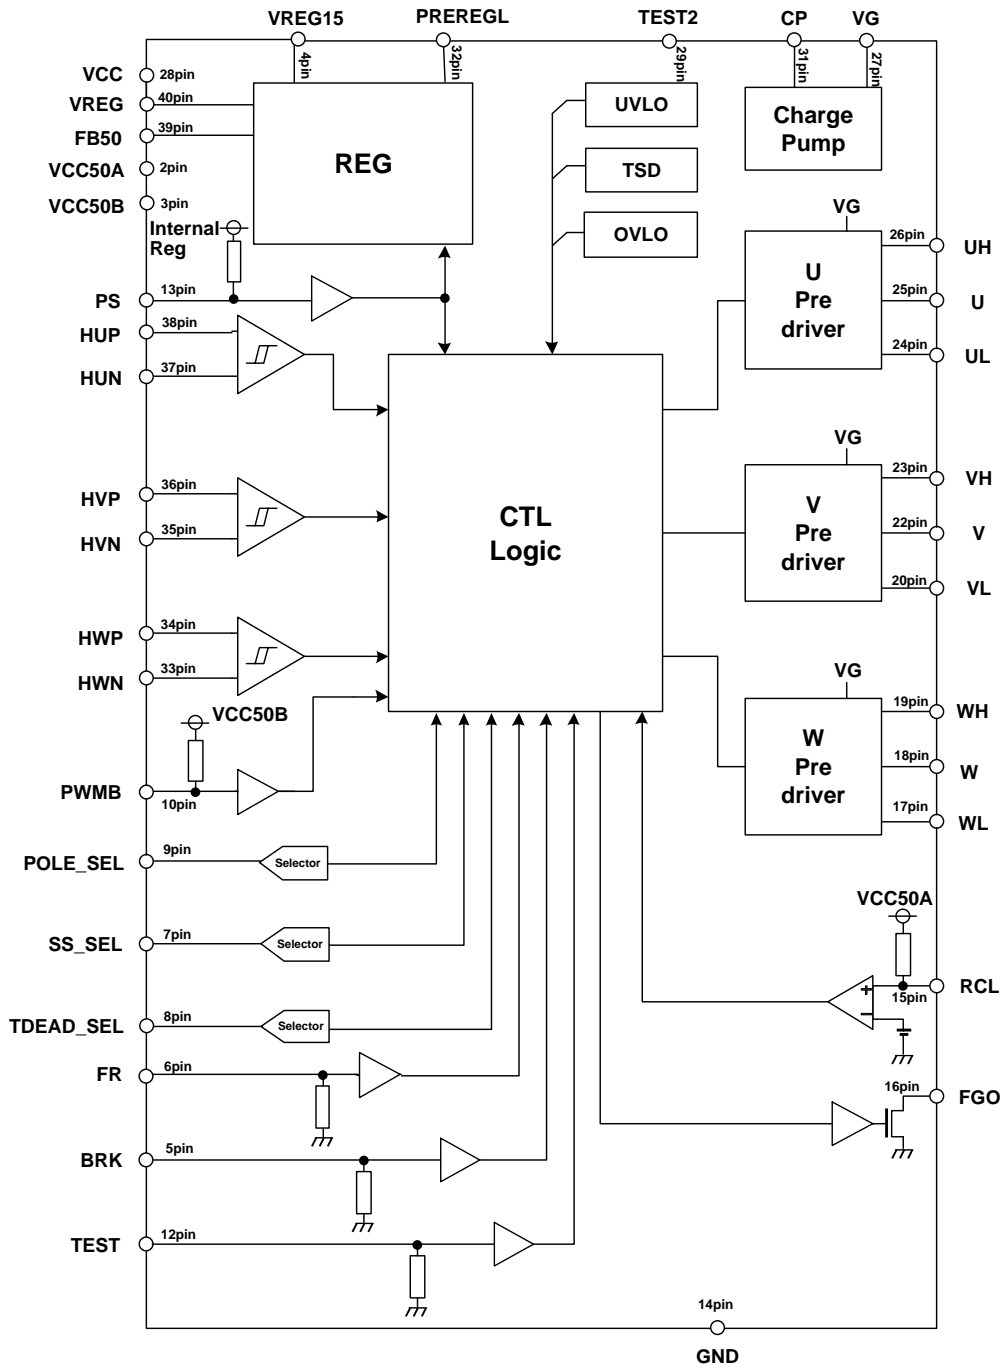 VREG15
PREREGL
TEST2
CP
VG
4pin
32pin
29pin
31pin
27pin
VCC
28pin
VREG
40pin
FB50
39pin
VCC50A
2pin
VCC50B
3pin
REG
UVLO
TSD
OVLO
Charge
Pump
Internal
Reg
PS
13pin
HUP
38pin
HUN
37pin
HVP
36pin
HVN
35pin
HWP
34pin
HWN
33pin
VCC50B
PWMB
10pin
POLE_SEL
9pin
Selector
SS_SEL
7pin
Selector
TDEAD_SEL
8pin
Selector
FR
6pin
BRK
5pin
TEST
12pin
CTL
Logic
VG
U
Pre
driver
26pin
UH
25pin
U
24pin
UL
VG
V
Pre
driver
23pin
VH
22pin
V
20pin
VL
VG
W
Pre
driver
19pin
WH
18pin
W
17pin
WL
VCC50A
+
−
15pin
RCL
16pin
FGO
14pin
GND